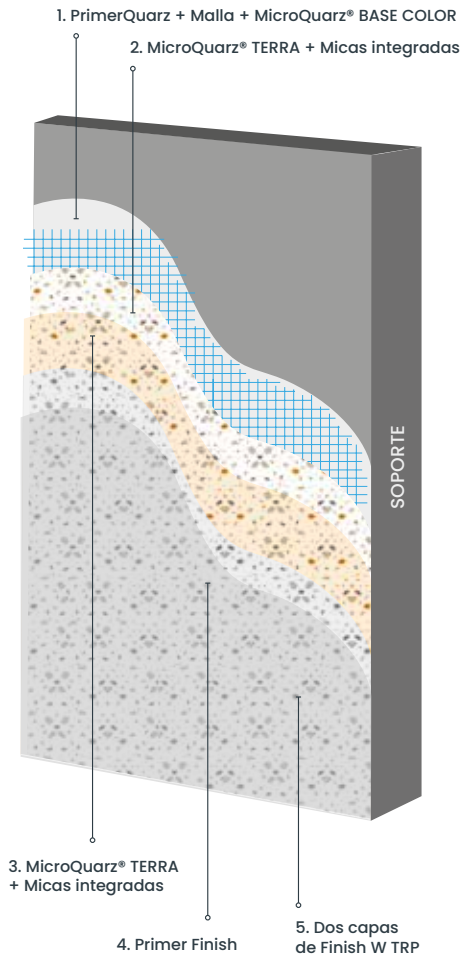 1. PrimerQuarz + Malla + MicroQuarz® BASE COLOR
2. MicroQuarz® TERRA + Micas integradas
SOPORTE
3. MicroQuarz® TERRA
+ Micas integradas
4. Primer Finish
5. Dos capas
de Finish W TRP